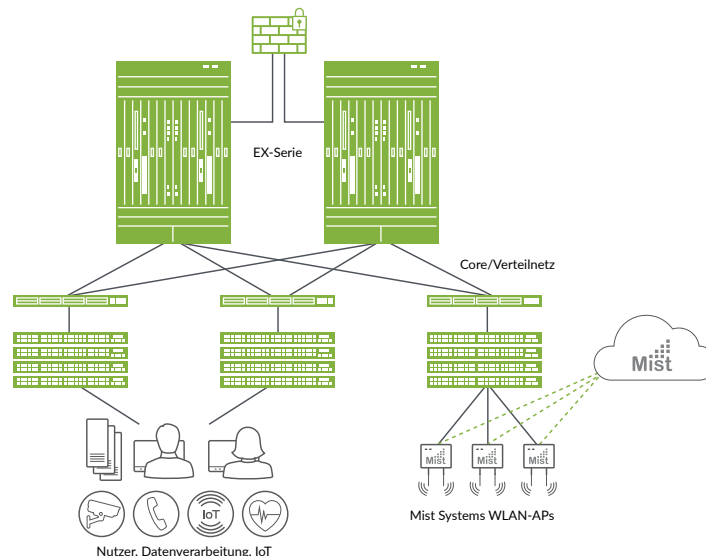 EX-Serie
Core/Verteilnetz
Mist
Mist
Mist
Mist
IoT
Mist Systems WLAN-APs
Nutzer, Datenverarbeitung, IoT